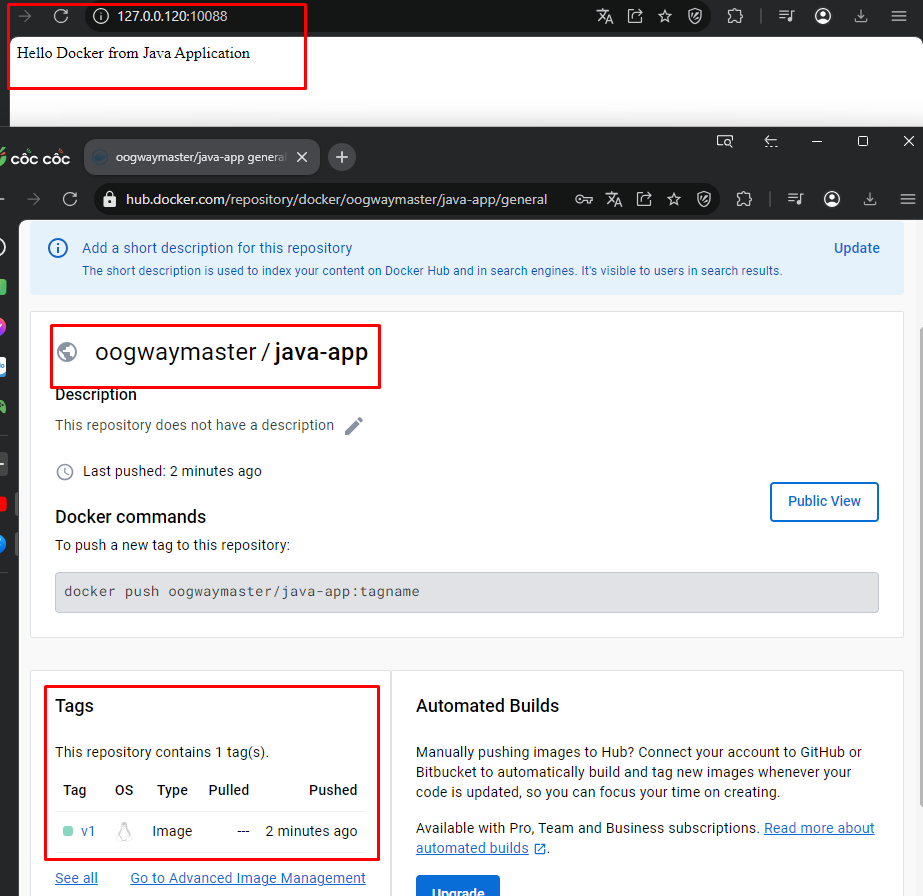 127.0.0.120:10088
Hello Docker from Java Application
cốc cốc
oogwaymaster/java-app general
hub.docker.com/repository/docker/oogwaymaster/java-app/general
Add a short description for this repository
Update
The short description is used to index your content on Docker Hub and in search engines. It's visible to users in search results.
oogwaymaster / java-app
Description
This repository does not have a description
Last pushed: 2 minutes ago
Public View
Docker commands
To push a new tag to this repository:
docker push oogwaymaster/java-app:tagname
Tags
This repository contains 1 tag(s).
Tag OS Type Pulled Pushed
v1 Image --- 2 minutes ago
See all Go to Advanced Image Management
Automated Builds
Manually pushing images to Hub? Connect your account to GitHub or
Bitbucket to automatically build and tag new images whenever your
code is updated, so you can focus your time on creating.
Available with Pro, Team and Business subscriptions. Read more about
automated builds .
Upgrade